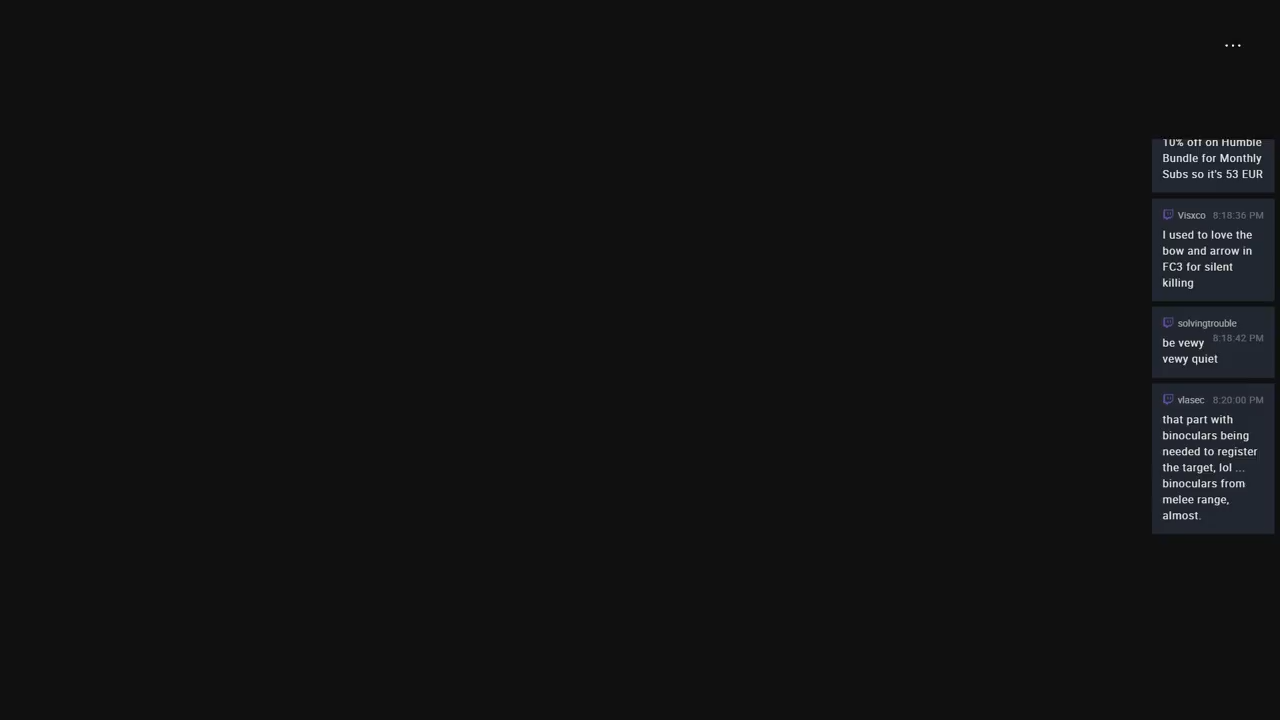 ...
10% off on Humble
Bundle for Monthly
Subs so it's 53 EUR
Visxco 8:18:36 PM
I used to love the
bow and arrow in
FC3 for silent
killing
solvingtrouble
8:18:42 PM
be vewy
vewy quiet
vlasec 8:20:00 PM
that part with
binoculars being
needed to register
the target, lol ...
binoculars from
melee range,
almost.